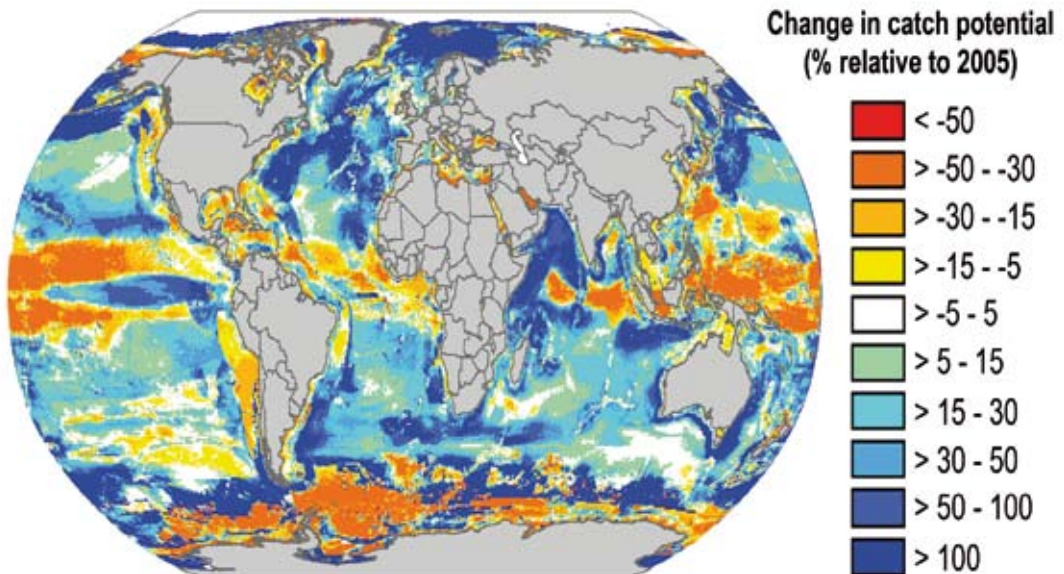 Change in catch potential
(% relative to 2005)
< -50
> -50 - -30
> -30 - -15
> -15 - -5
> -5 - 5
> 5 - 15
> 15 - 30
> 30 - 50
> 50 - 100
> 100